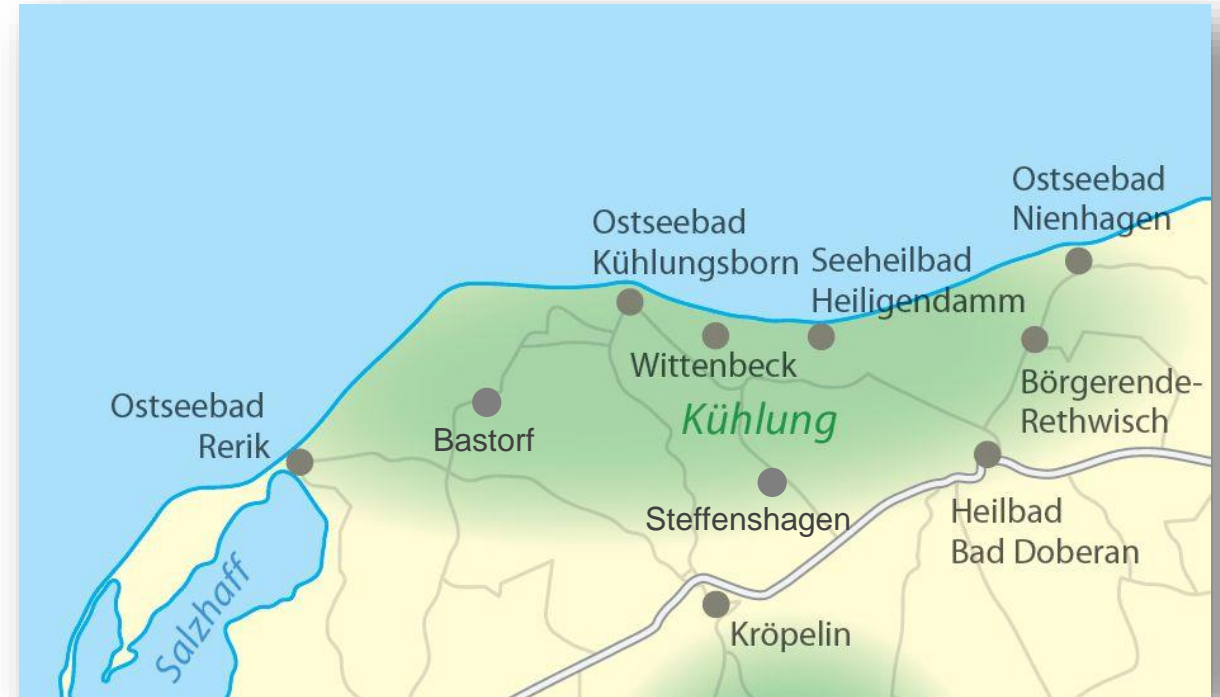 Ostseebad
Nienhagen
Ostseebad
Kühlungsborn
Seeheilbad
Heiligendamm
Wittenbeck
Börgerende-
Rethwisch
Ostseebad
Rerik
Bastorf
Kühlung
Steffenshagen
Heilbad
Bad Doberan
Salzhaff
Kröpelin